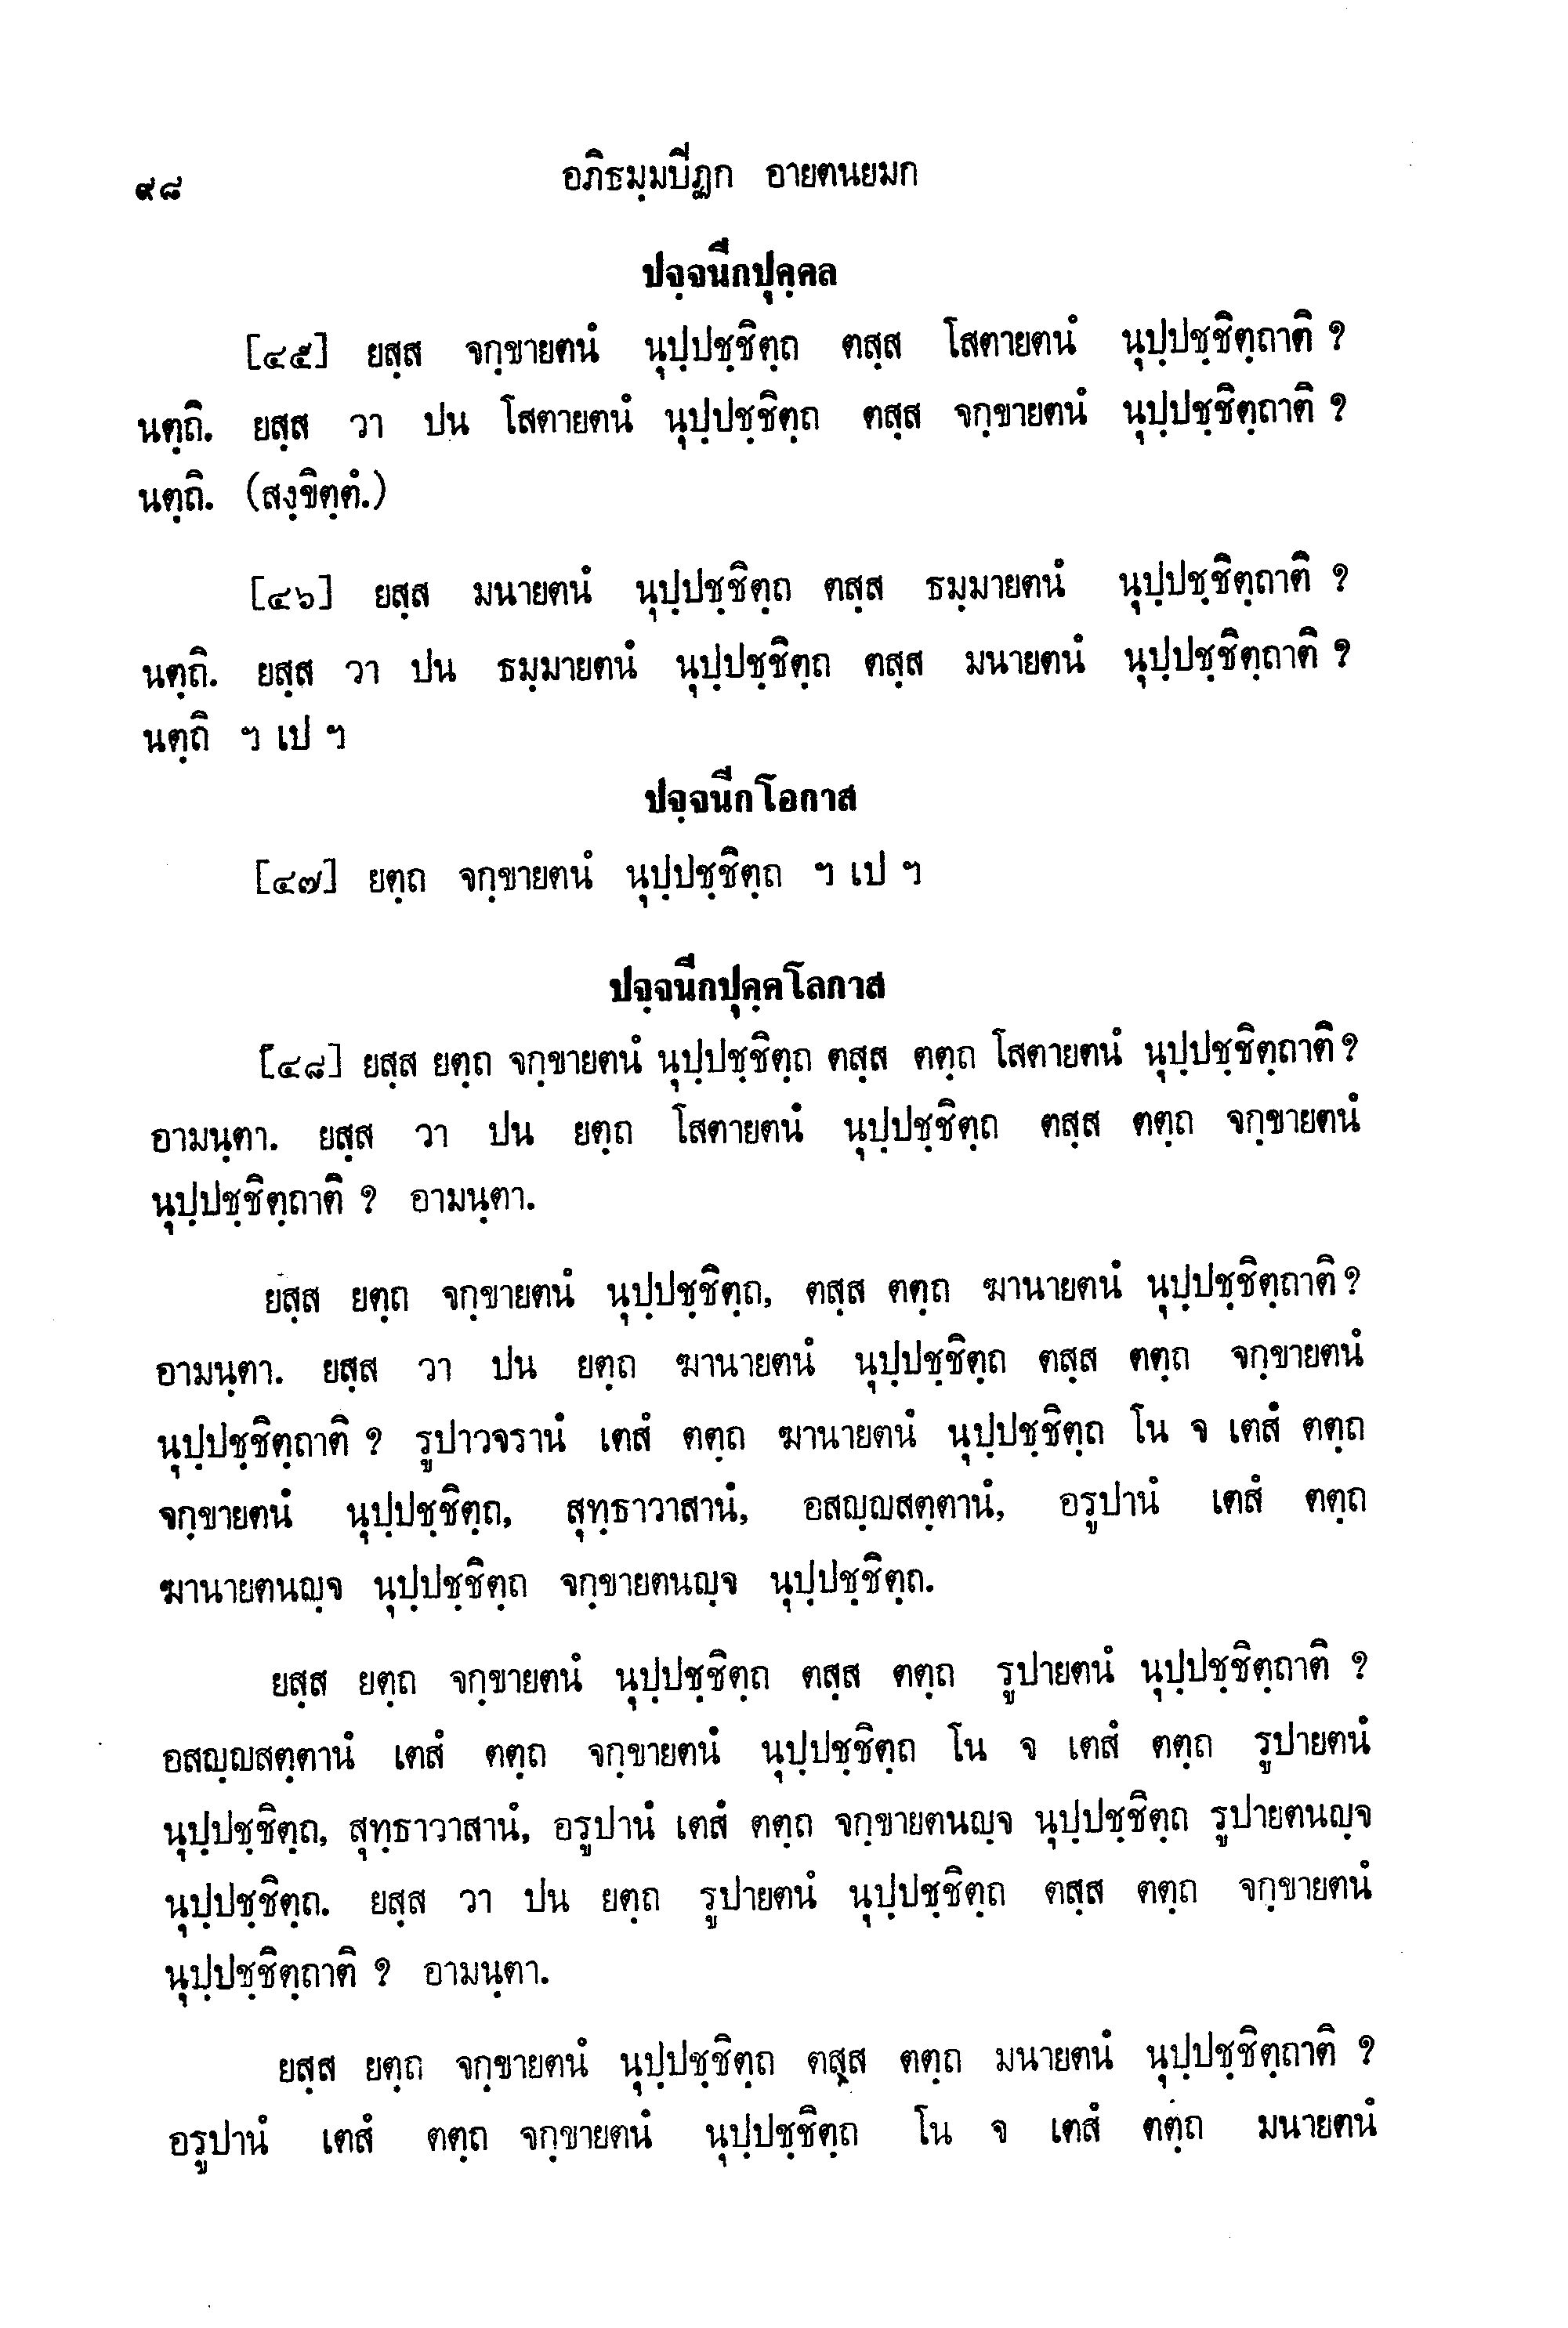 ๙๘ อภิธมฺมปีฏก อายตนยมก
ปจฺจนีกปุคฺคล
[๔๕] ยสฺส จกฺขายตนํ นุปฺปชฺชิตฺถ ตสฺส โสตายตนํ นุปฺปชฺชิตฺถาติ ?
นตฺถิ. ยสฺส วา ปน โสตายตนํ นุปฺปชฺชิตฺถ ตสฺส จกฺขายตนํ นุปฺปชฺชิตฺถาติ ?
นตฺถิ. (สงฺขิตฺตํ.)
[๔๖] ยสฺส มนายตนํ นุปฺปชฺชิตฺถ ตสฺส ธมฺมายตนํ นุปฺปชฺชิตฺถาติ ?
นตฺถิ. ยสฺส วา ปน ธมฺมายตนํ นุปฺปชฺชิตฺถ ตสฺส มนายตนํ นุปฺปชฺชิตฺถาติ ?
นตฺถิ ฯ เป ฯ
ปจฺจนีกโอกาส
[๔๗] ยตฺถ จกฺขายตนํ นุปฺปชฺชิตฺถ ฯ เป ฯ
ปจฺจนีกปุคฺคโลกาส
[๔๘] ยสฺส ยตฺถ จกฺขายตนํ นุปฺปชฺชิตฺถ ตสฺส ตตฺถ โสตายตนํ นุปฺปชฺชิตฺถาติ ?
อามนฺตา. ยสฺส วา ปน ยตฺถ โสตายตนํ นุปฺปชฺชิตฺถ ตสฺส ตตฺถ จกฺขายตนํ
นุปฺปชฺชิตฺถาติ ? อามนฺตา.
ยสฺส ยตฺถ จกฺขายตนํ นุปฺปชฺชิตฺถ, ตสฺส ตตฺถ ฆานายตนํ นุปฺปชฺชิตฺถาติ ?
อามนฺตา. ยสฺส วา ปน ยตฺถ ฆานายตนํ นุปฺปชฺชิตฺถ ตสฺส ตตฺถ จกฺขายตนํ
นุปฺปชฺชิตฺถาติ ? รูปาวจรานํ เตสํ ตตฺถ ฆานายตนํ นุปฺปชฺชิตฺถ โน จ เตสํ ตตฺถ
จกฺขายตนํ นุปฺปชฺชิตฺถ, สุทฺธาวาสานํ, อสญฺญสตฺตานํ, อรูปานํ เตสํ ตตฺถ
ฆานายตนญฺจ นุปฺปชฺชิตฺถ จกฺขายตนญฺจ นุปฺปชฺชิตฺถ.
ยสฺส ยตฺถ จกฺขายตนํ นุปฺปชฺชิตฺถ ตสฺส ตตฺถ รูปายตนํ นุปฺปชฺชิตฺถาติ ?
อสญฺญสตฺตานํ เตสํ ตตฺถ จกฺขายตนํ นุปฺปชฺชิตฺถ โน จ เตสํ ตตฺถ รูปายตนํ
นุปฺปชฺชิตฺถ, สุทฺธาวาสานํ, อรูปานํ เตสํ ตตฺถ จกฺขายตนญฺจ นุปฺปชฺชิตฺถ รูปายตนญฺจ
นุปฺปชฺชิตฺถ. ยสฺส วา ปน ยตฺถ รูปายตนํ นุปฺปชฺชิตฺถ ตสฺส ตตฺถ จกฺขายตนํ
นุปฺปชฺชิตฺถาติ ? อามนฺตา.
ยสฺส ยตฺถ จกฺขายตนํ นุปฺปชฺชิตฺถ ตสฺส ตตฺถ มนายตนํ นุปฺปชฺชิตฺถาติ ?
อรูปานํ เตสํ ตตฺถ จกฺขายตนํ นุปฺปชฺชิตฺถ โน จ เตสํ ตตฺถ มนายตนํ